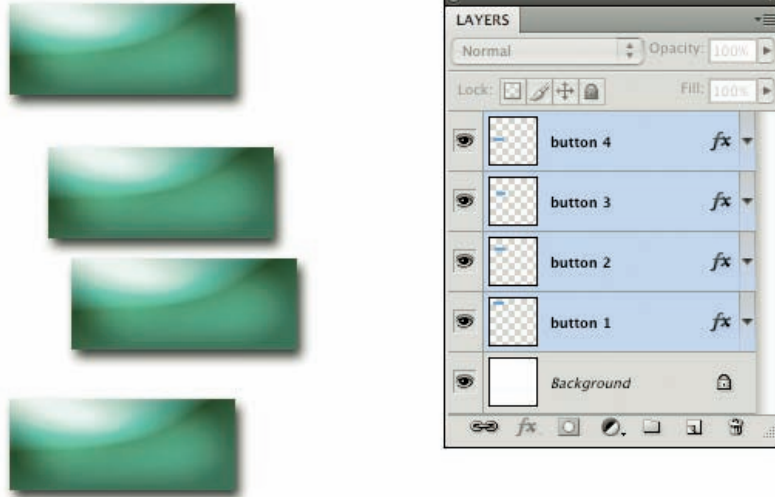 LAYERS
Normal Opacity: 100%
Lock: Fill: 100%
button 4 fx
button 3 fx
button 2 fx
button 1 fx
Background
fx